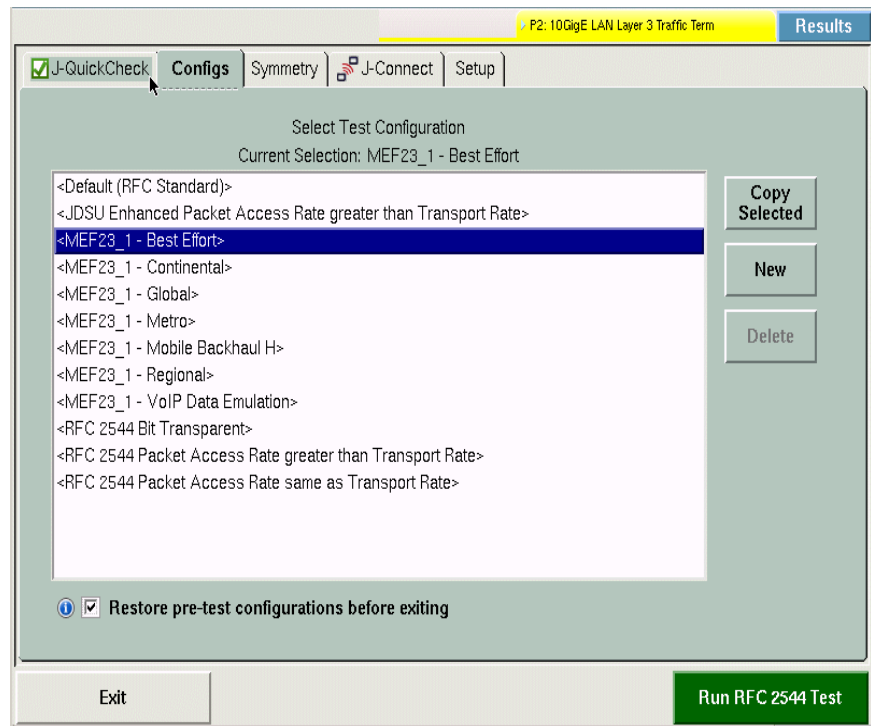 P2: 10GigE LAN Layer 3 Traffic Term
Results
J-QuickCheck
Configs
Symmetry
J-Connect
Setup
Select Test Configuration
Current Selection: MEF23_1 - Best Effort
<Default (RFC Standard)>
<JDSU Enhanced Packet Access Rate greater than Transport Rate>
<MEF23_1 - Best Effort>
<MEF23_1 - Continental>
<MEF23_1 - Global>
<MEF23_1 - Metro>
<MEF23_1 - Mobile Backhaul H>
<MEF23_1 - Regional>
<MEF23_1 - VoIP Data Emulation>
<RFC 2544 Bit Transparent>
<RFC 2544 Packet Access Rate greater than Transport Rate>
<RFC 2544 Packet Access Rate same as Transport Rate>
Copy
Selected
New
Delete
Restore pre-test configurations before exiting
Exit
Run RFC 2544 Test